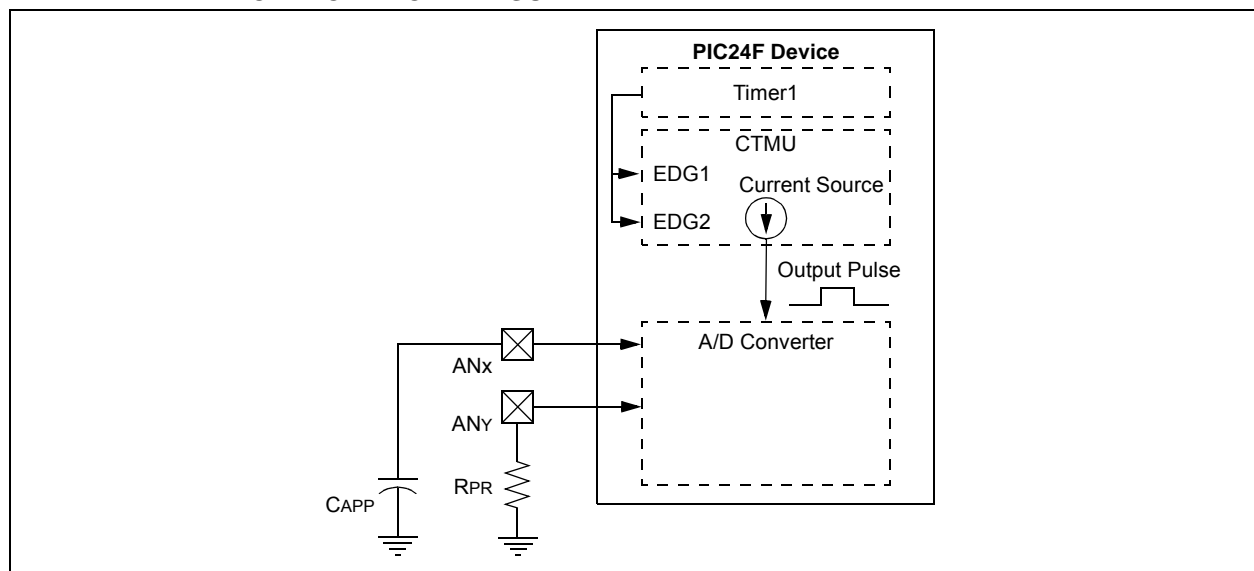 PIC24F Device
Timer1
CTMU
EDG1
Current Source
EDG2
Output Pulse
A/D Converter
ANx
ANY
RPR
CAPP